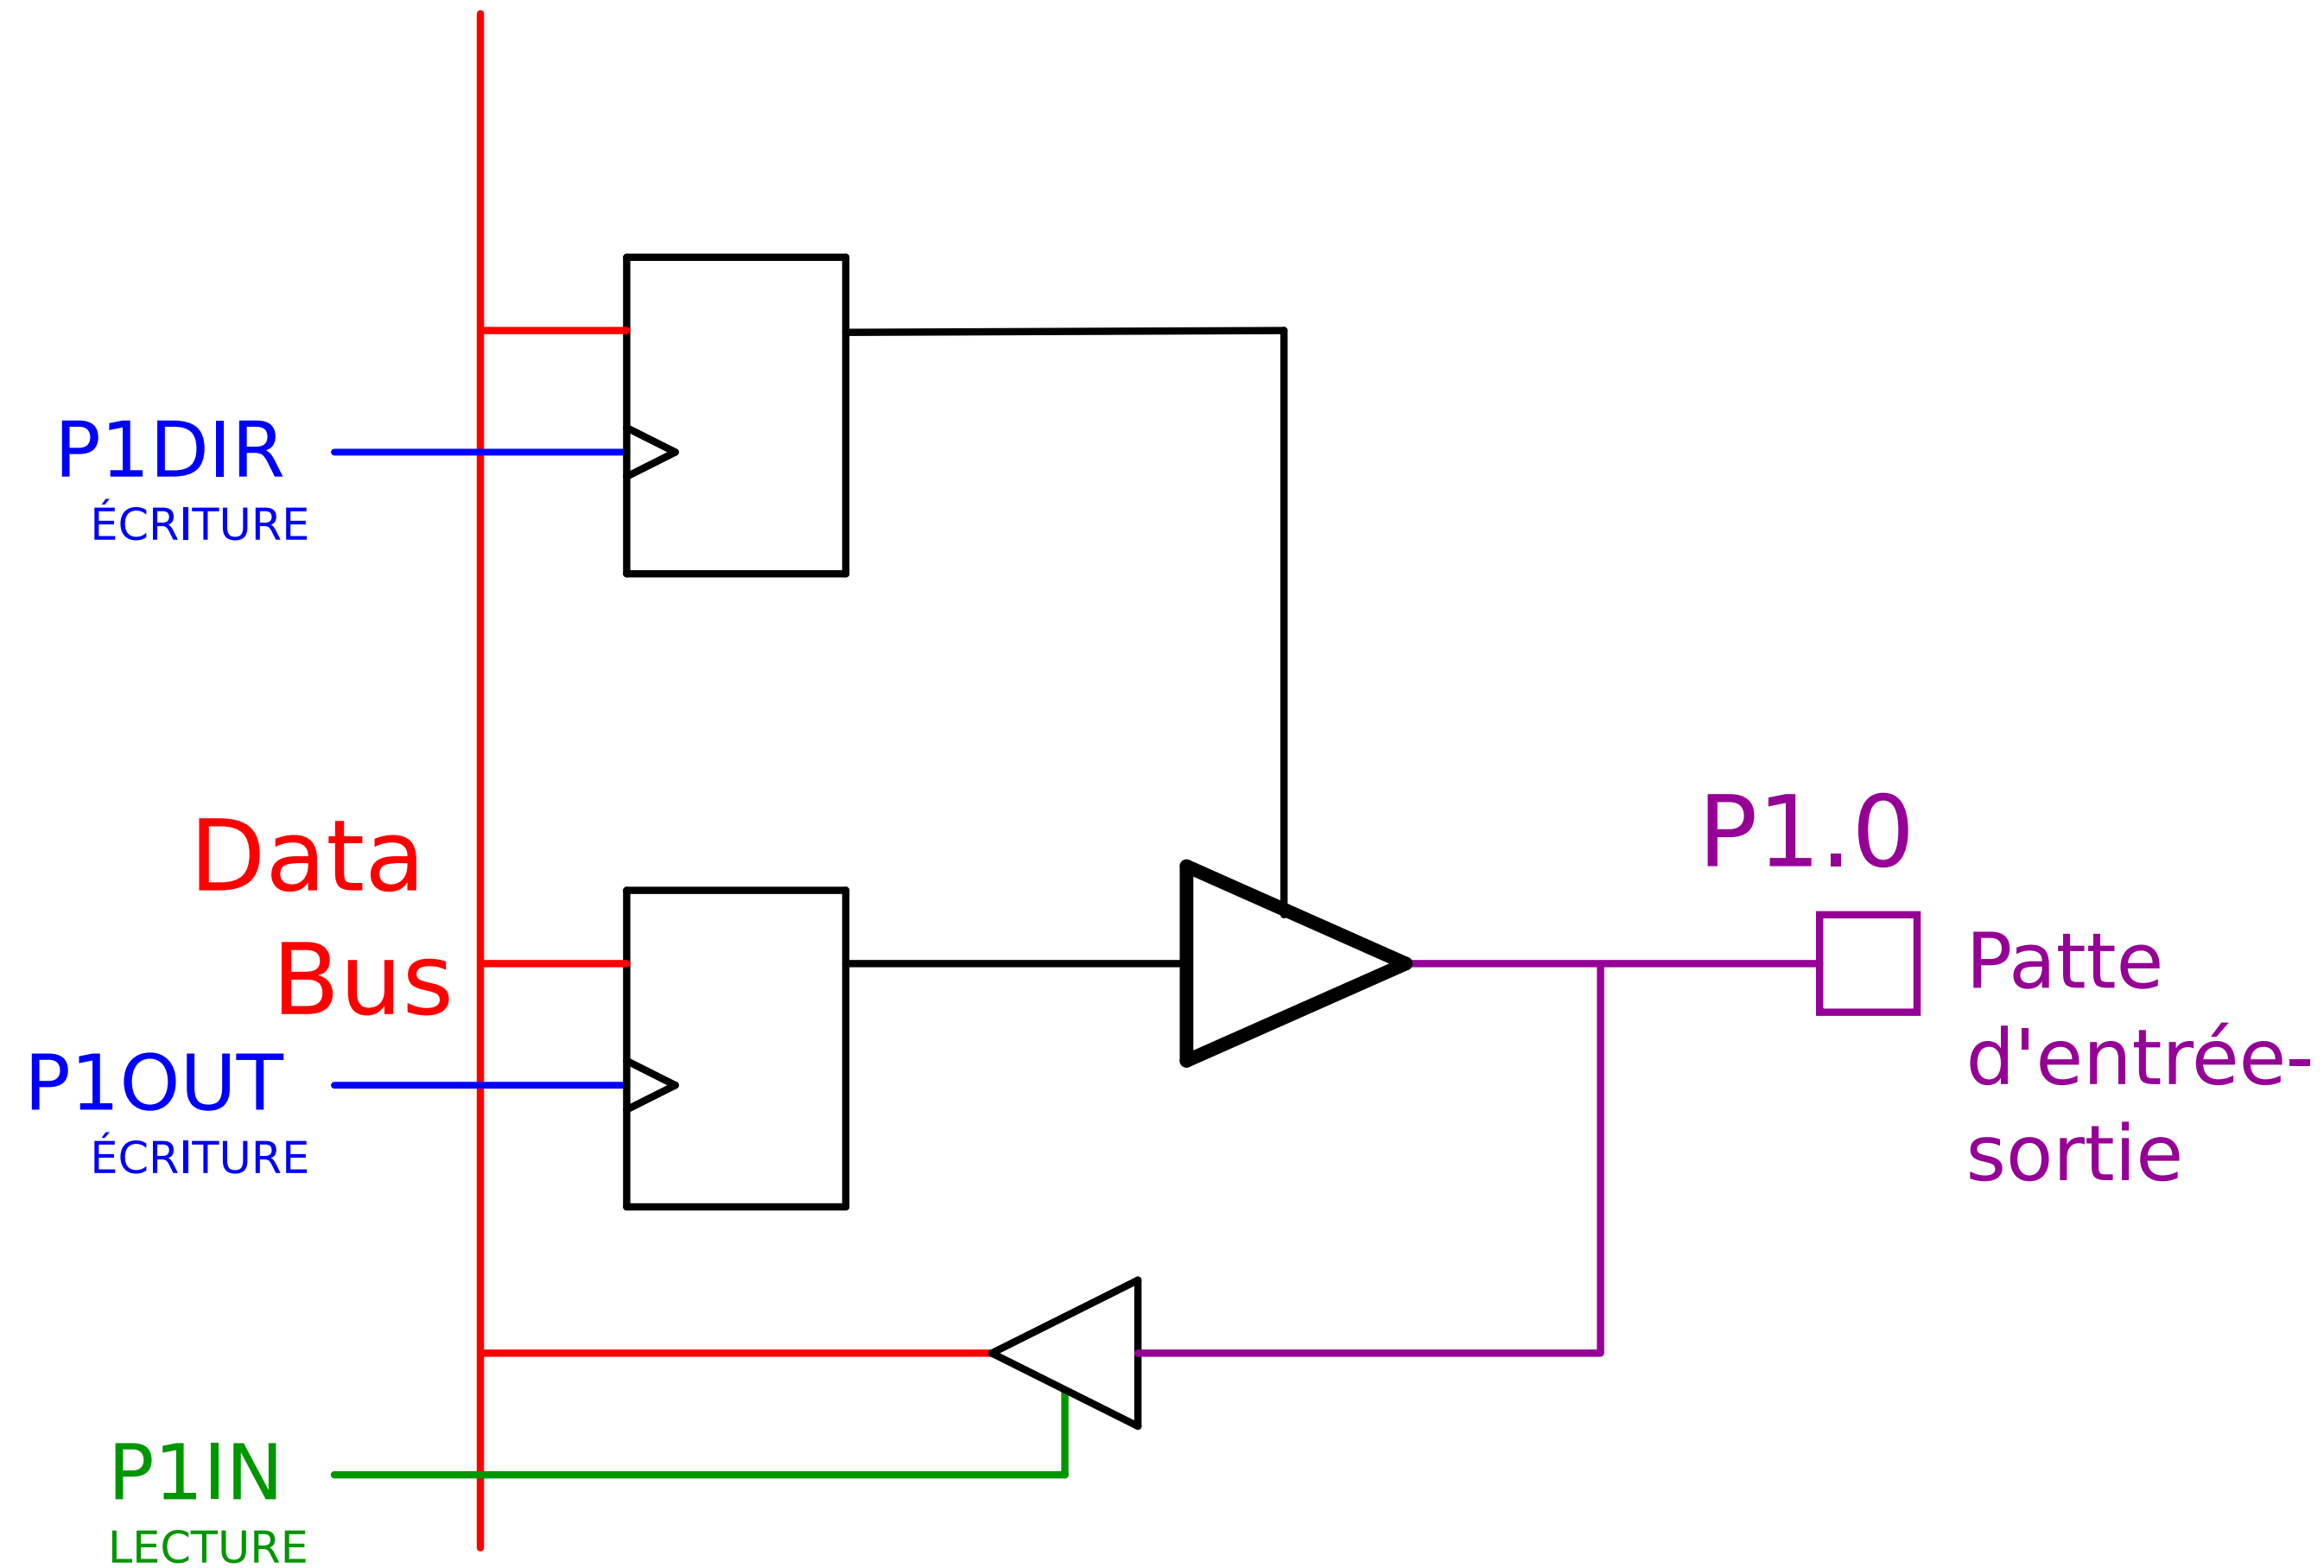 P1DIR
ÉCRITURE
Data
Bus
P1OUT
ÉCRITURE
P1.0
Patte
d'entrée-
sortie
P1IN
LECTURE